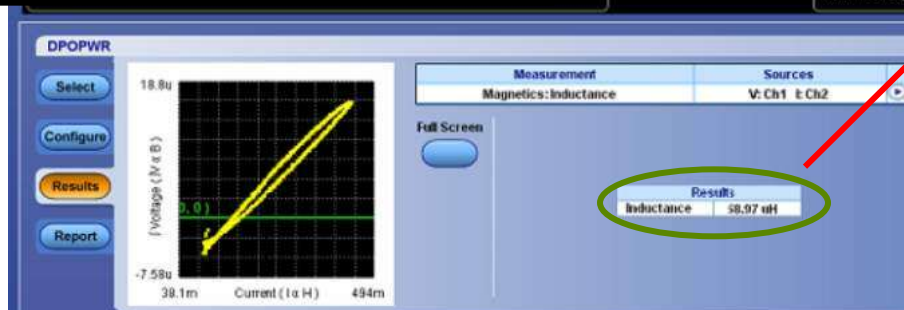 DPOPWR
Select
Configure
Results
Report
18.8u
∫ Voltage ( ∫V α B )
0, 0 )
-7.58u
38.1m Current ( I α H ) 494m
Measurement Sources
Magnetics: Inductance V: Ch1 I: Ch2
Full Screen
Results
Inductance 58.97 uH